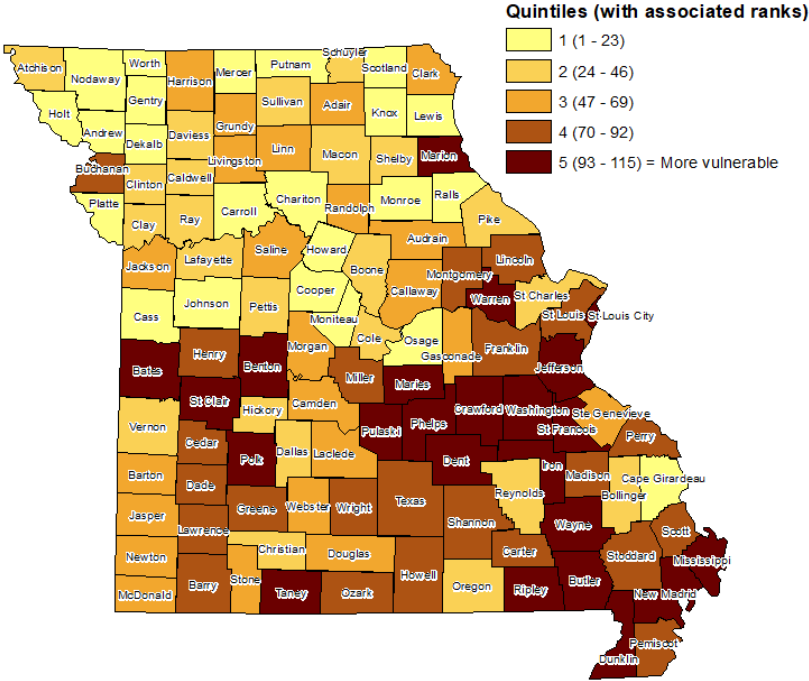 Quintiles (with associated ranks)
1 (1 - 23)
2 (24 - 46)
3 (47 - 69)
4 (70 - 92)
5 (93 - 115) = More vulnerable
Atchison
Nodaway
Worth
Harrison
Mercer
Putnam
Schuyler
Scotland
Clark
Holt
Andrew
Gentry
Dekalb
Daviess
Grundy
Sullivan
Adair
Knox
Lewis
Buchanan
Clinton
Caldwell
Livingston
Linn
Macon
Shelby
Marion
Platte
Clay
Ray
Carroll
Chariton
Randolph
Monroe
Ralls
Pike
Jackson
Lafayette
Saline
Howard
Boone
Audrain
Callaway
Montgomery
Lincoln
Warren
St Charles
St Louis
St Louis City
Cass
Johnson
Pettis
Cooper
Moniteau
Cole
Osage
Gasconade
Franklin
Jefferson
Bates
Henry
Benton
Morgan
Miller
Maries
St Clair
Hickory
Camden
Pulaski
Phelps
Crawford
Washington
Ste Genevieve
St Francois
Perry
Vernon
Cedar
Polk
Dallas
Laclede
Dent
Iron
Madison
Cape Girardeau
Bollinger
Barton
Dade
Greene
Webster
Wright
Texas
Reynolds
Shannon
Wayne
Jasper
Lawrence
Christian
Douglas
Carter
Stoddard
Scott
Mississippi
Newton
McDonald
Barry
Stone
Taney
Ozark
Howell
Oregon
Ripley
Butler
New Madrid
Pemiscot
Dunklin